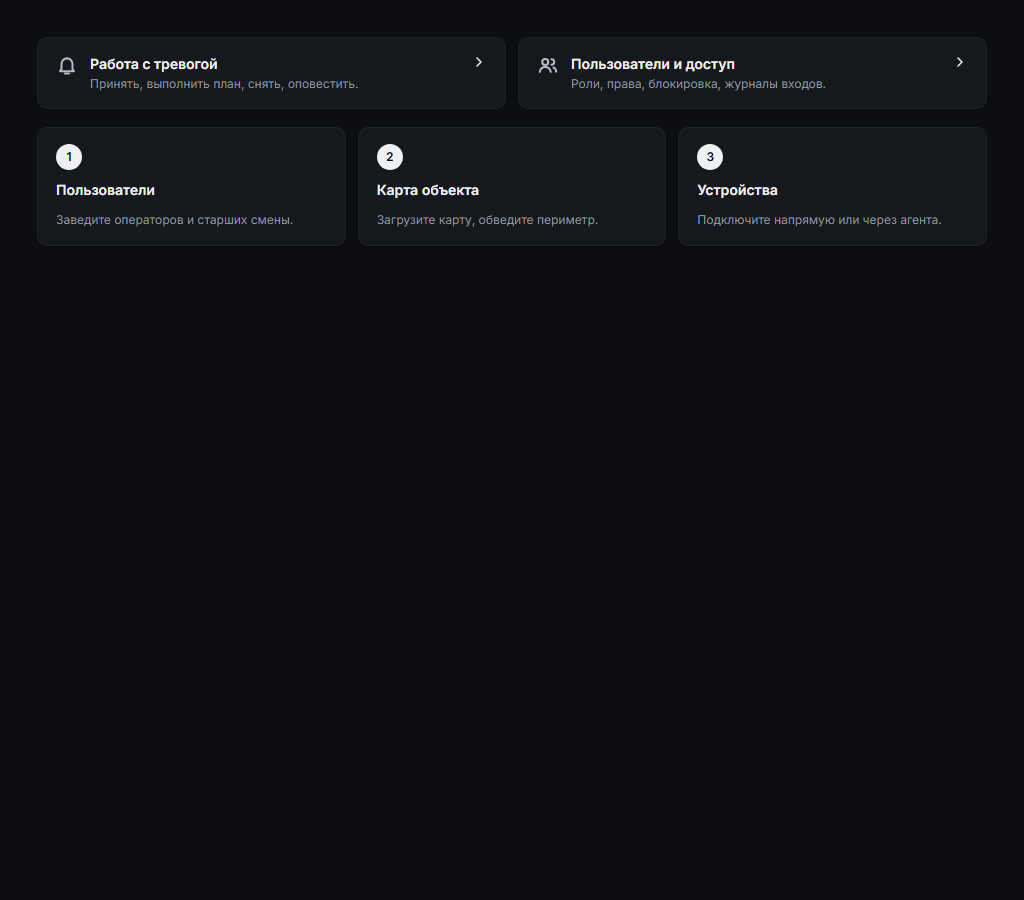 Работа с тревогой
Принять, выполнить план, снять, оповестить.
Пользователи и доступ
Роли, права, блокировка, журналы входов.
1
Пользователи
Заведите операторов и старших смены.
2
Карта объекта
Загрузите карту, обведите периметр.
3
Устройства
Подключите напрямую или через агента.